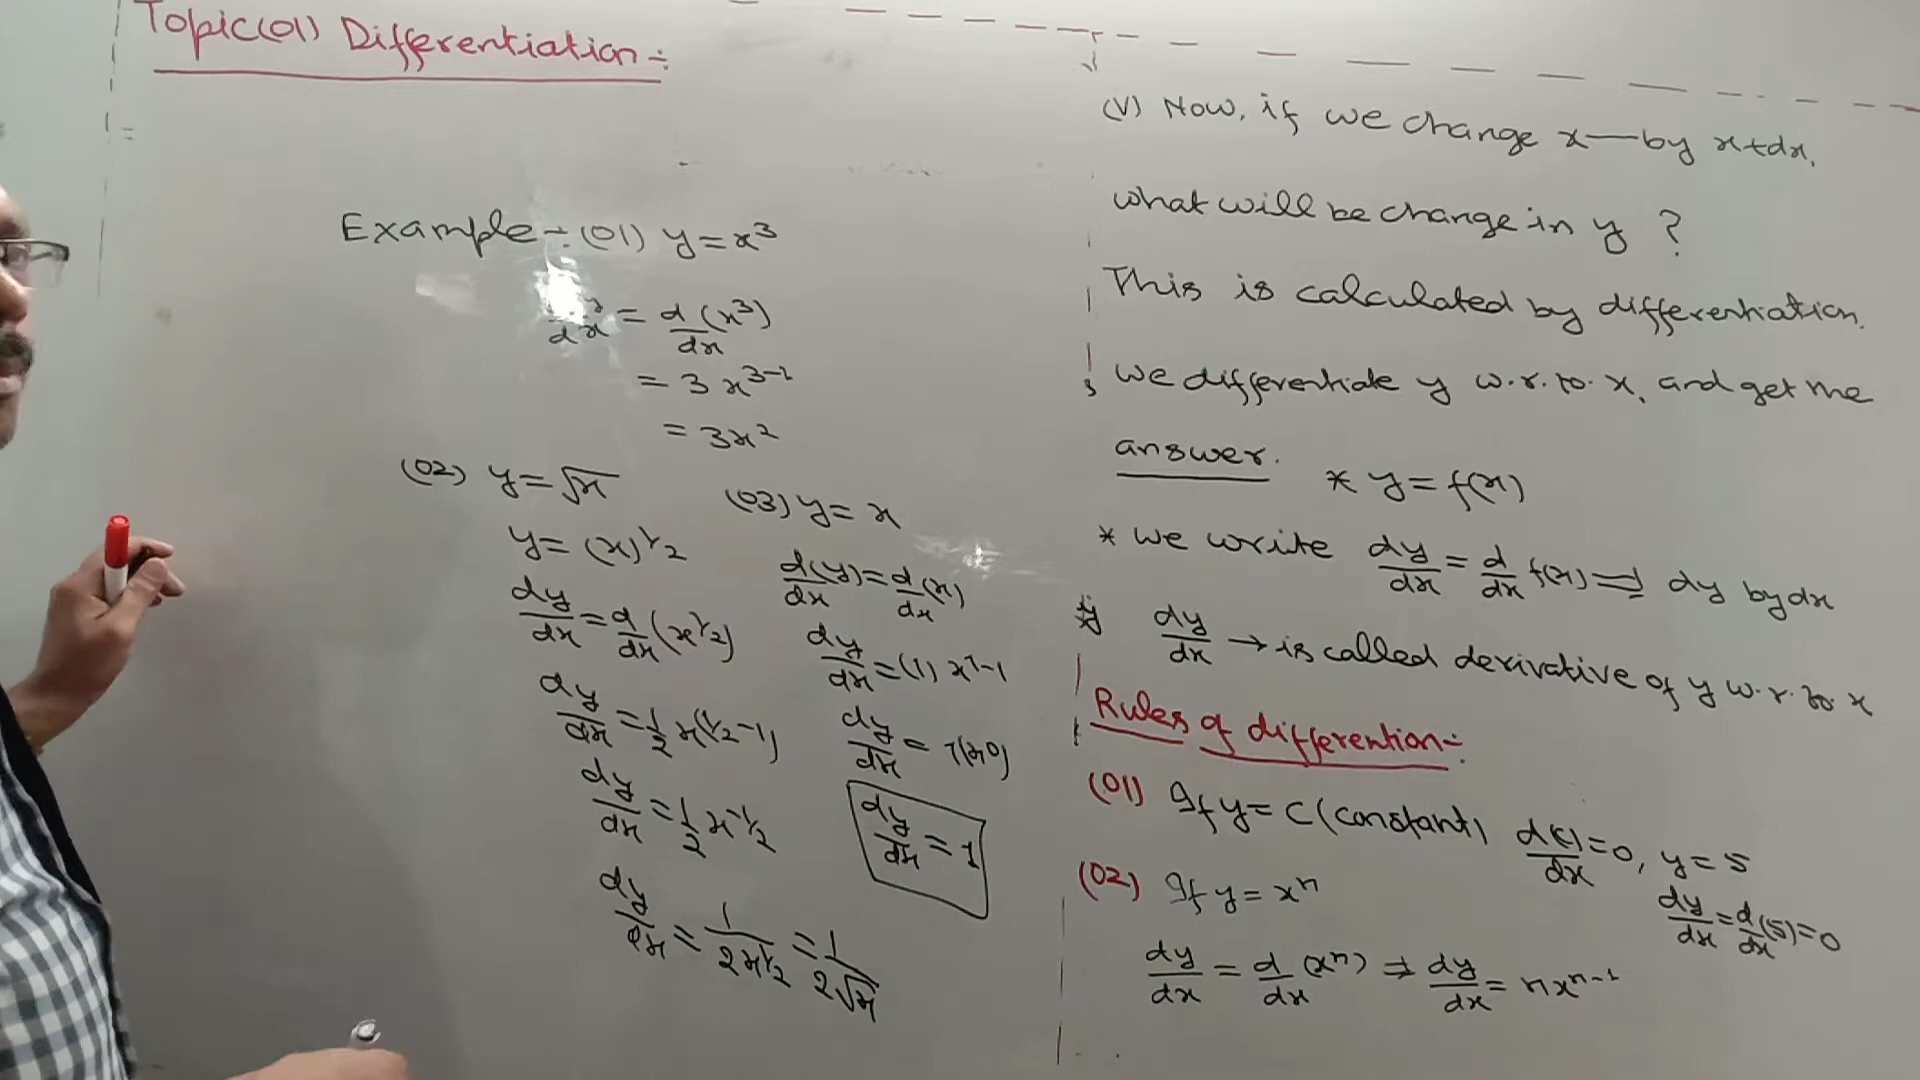 Topic(01) Differentiation:-
Example:- (01) y = x³
dy/dx = d/dx (x³)
= 3 x³⁻¹
= 3x²
(02) y = √x
y = (x)^1/2
dy/dx = d/dx (x^1/2)
dy/dx = 1/2 x^(1/2 -1)
dy/dx = 1/2 x^-1/2
dy/dx = 1/(2x^1/2) = 1/(2√x)
(03) y = x
d(y)/dx = d/dx (x)
dy/dx = (1) x¹⁻¹
dy/dx = 1(x⁰)
dy/dx = 1
(V) Now, if we change x — by x+dx,
what will be change in y ?
This is calculated by differentiation.
we differentiate y w.r.to. x, and get the
answer. * y = f(x)
* we write dy/dx = d/dx f(x) ⇒ dy by dx
* dy/dx → is called derivative of y w.r.to x
Rules of differention:-
(01) If y = C (constant) d(c)/dx = 0, y = 5
dy/dx = d/dx (5) = 0
(02) If y = xⁿ
dy/dx = d/dx (xⁿ) ⇒ dy/dx = nxⁿ⁻¹